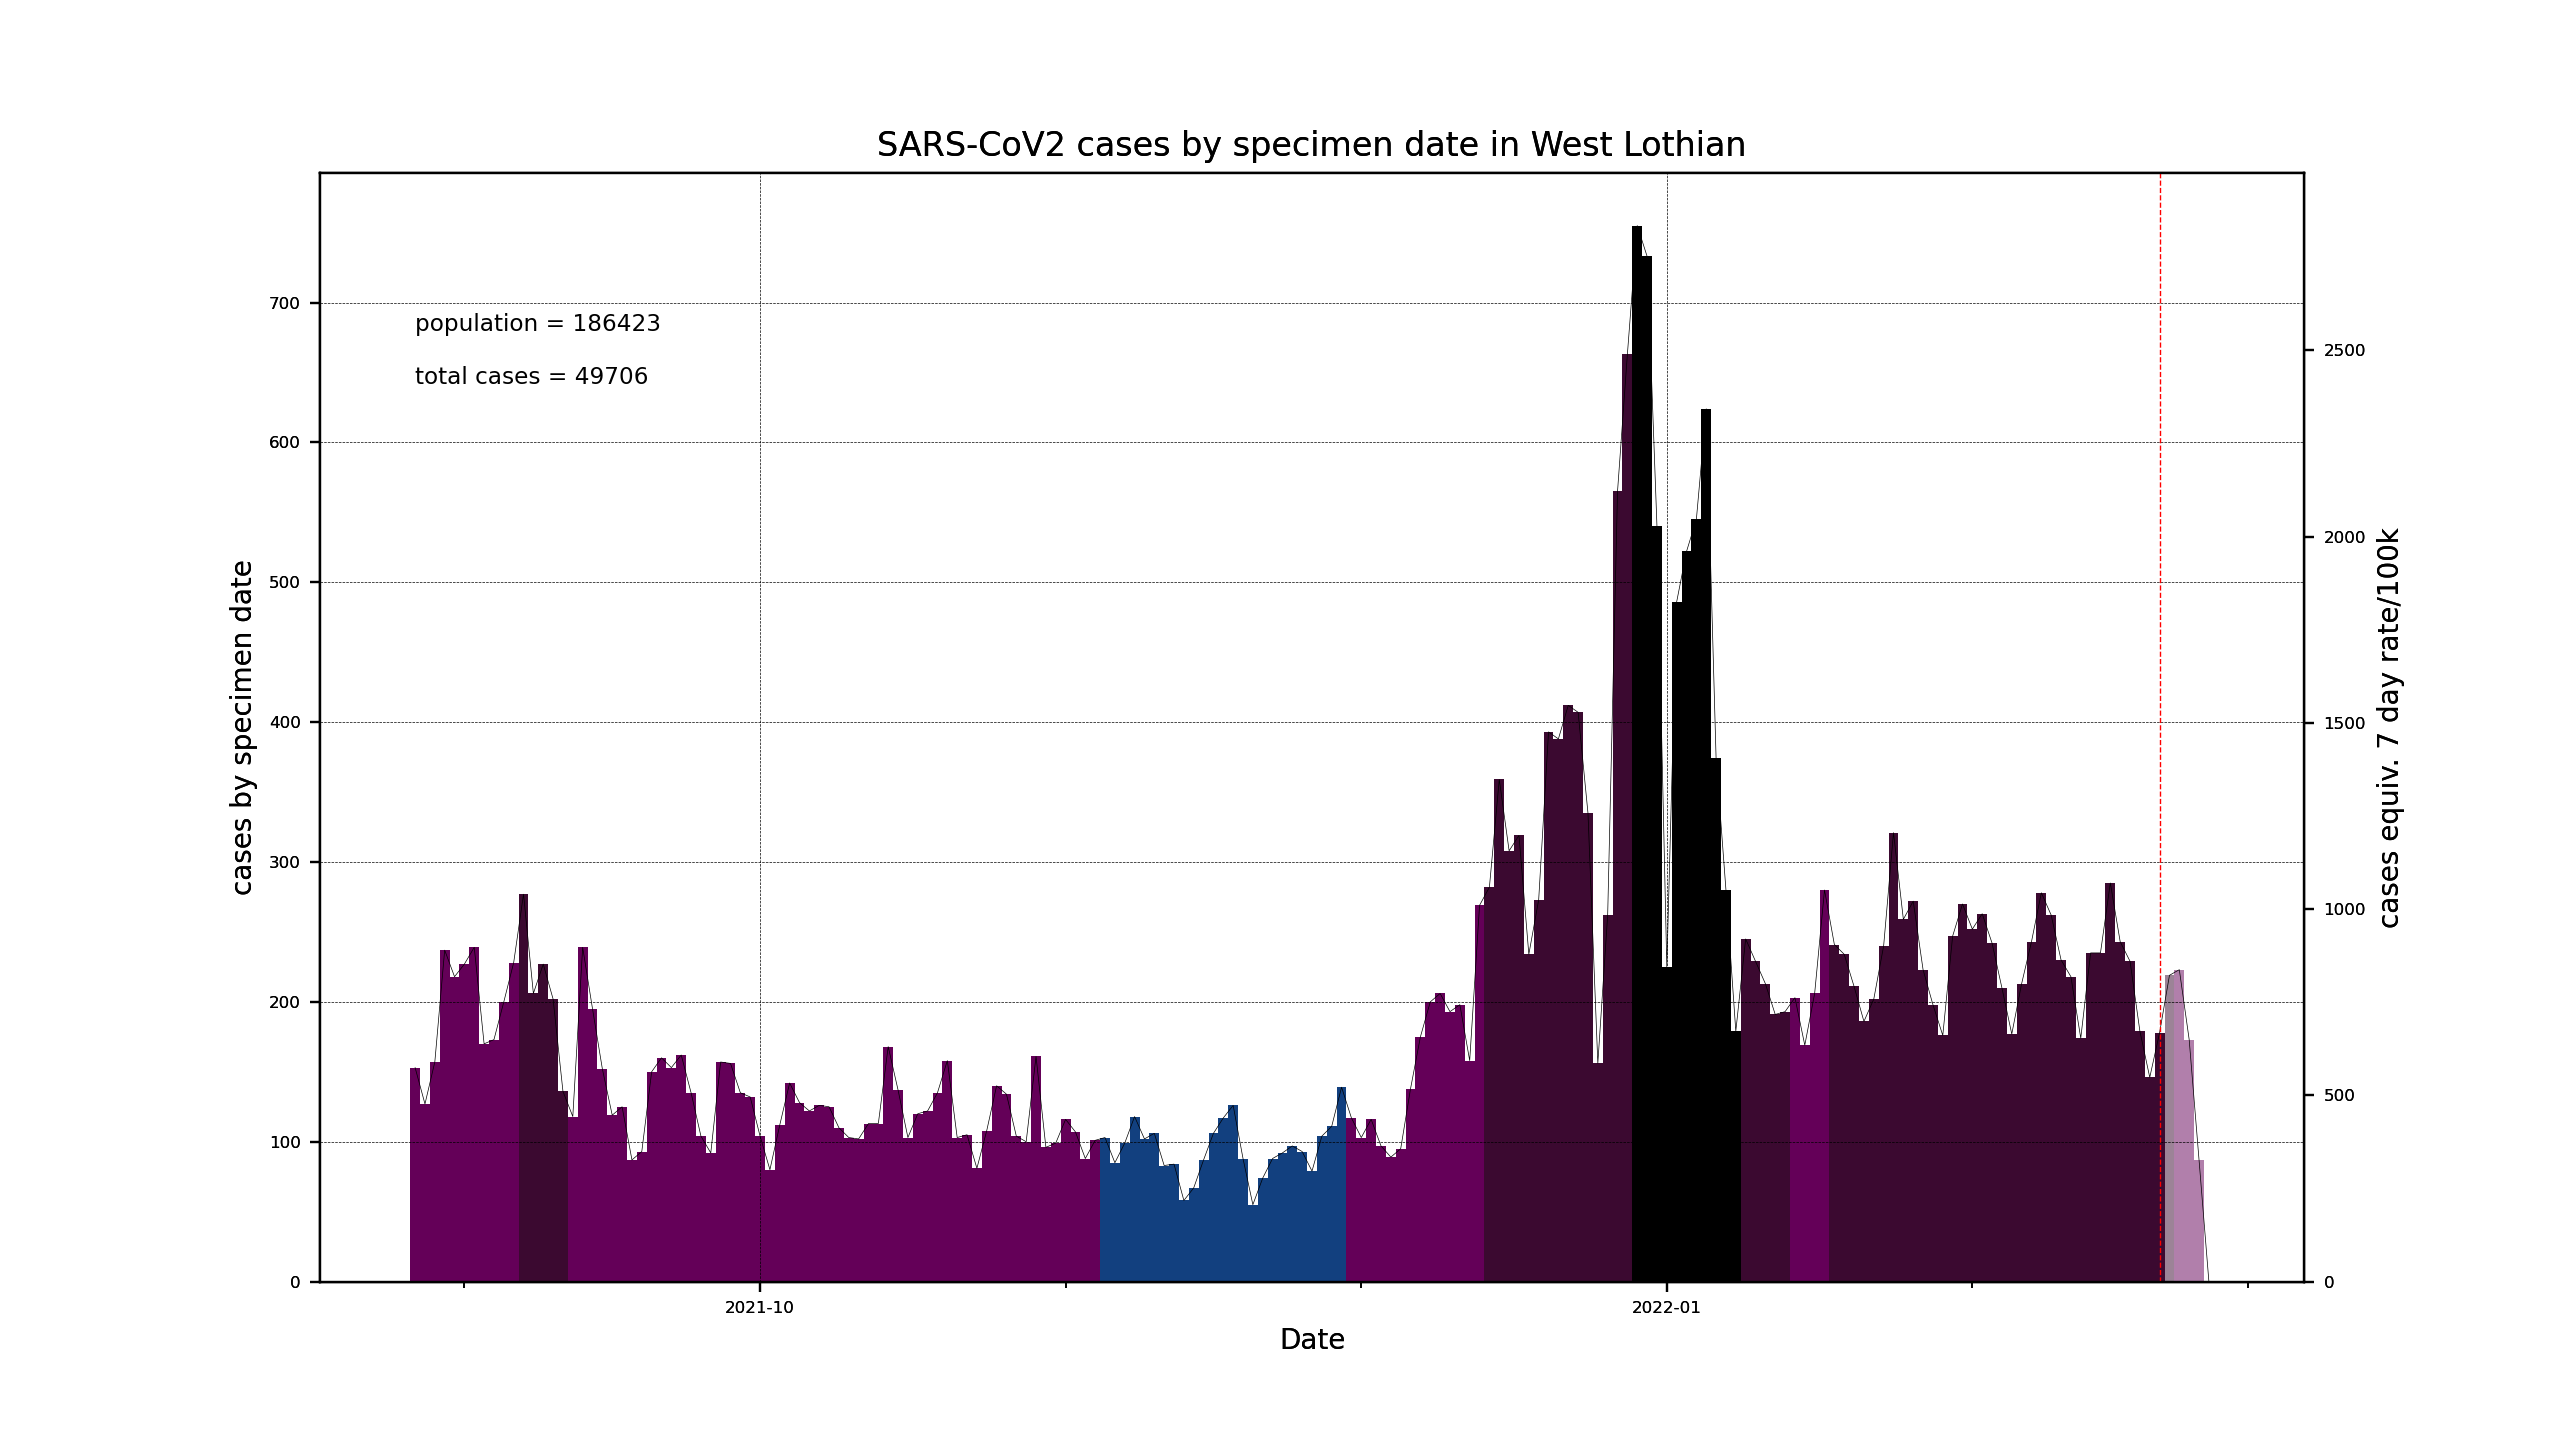 SARS-CoV2 cases by specimen date in West Lothian
population = 186423
total cases = 49706
cases by specimen date
700
600
500
400
300
200
100
0
2500
2000
1500
1000
500
0
cases equiv. 7 day rate/100k
2021-10
2022-01
Date